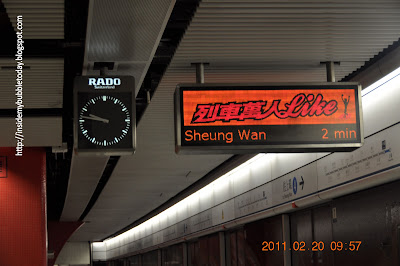 http://insidemybubbletoday.blogspot.com
RADO
Switzerland
列車萬人Like
Sheung Wan 2 min
2011.02.20 09:57